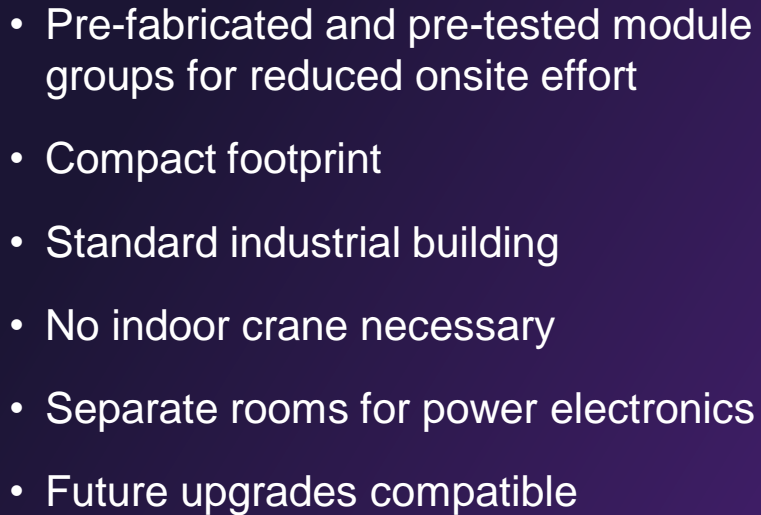 • Pre-fabricated and pre-tested module
groups for reduced onsite effort
• Compact footprint
• Standard industrial building
• No indoor crane necessary
• Separate rooms for power electronics
• Future upgrades compatible